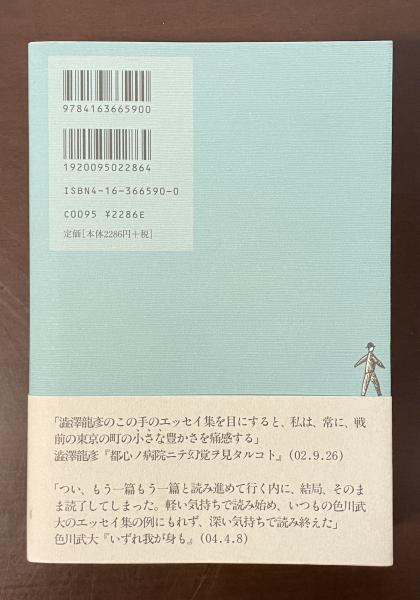 9784163665900
1920095022864
ISBN4-16-366590-0
C0095 ¥2286E
定価[本体2286円+税]
「澁澤龍彦のこの手のエッセイ集を目にすると、私は、常に、戦
前の東京の町の小さな豊かさを痛感する」
澁澤龍彦『都心ノ病院ニテ幻覚ヲ見タルコト』(02.9.26)
「つい、もう一篇もう一篇と読み進めて行く内に、結局、そのま
ま読了してしまった。軽い気持ちで読み始め、いつもの色川武
大のエッセイ集の例にもれず、深い気持ちで読み終えた」
色川武大『いずれ我が身も』(04.4.8)